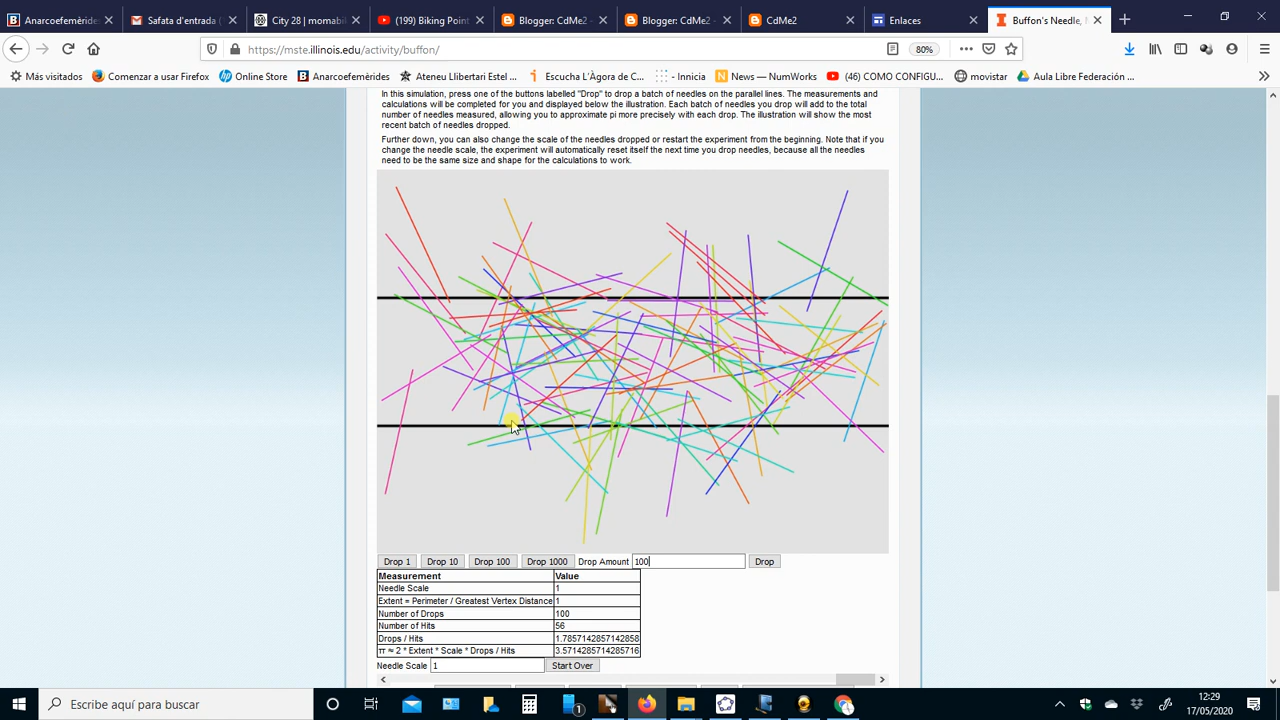 Anarcoefemèrides
Safata d'entrada (
City 28 | momabil
(199) Biking Point
Blogger: CdMe2 -
Blogger: CdMe2 -
CdMe2
Enlaces
Buffon's Needle, 
https://mste.illinois.edu/activity/buffon/
80%
Más visitados
Comenzar a usar Firefox
Online Store
Anarcoefemèrides
Ateneu Llibertari Estel ...
Escucha L'Àgora de C...
- Innicia
News — NumWorks
(46) COMO CONFIGU...
movistar
Aula Libre Federación ...
In this simulation, press one of the buttons labelled "Drop" to drop a batch of needles on the parallel lines. The measurements and
calculations will be completed for you and displayed below the illustration. Each batch of needles you drop will add to the total
number of needles measured, allowing you to approximate pi more precisely with each drop. The illustration will show the most
recent batch of needles dropped.
Further down, you can also change the scale of the needles dropped or restart the experiment from the beginning. Note that if you
change the needle scale, the experiment will automatically reset itself the next time you drop needles, because all the needles
need to be the same size and shape for the calculations to work.
Drop 1 Drop 10 Drop 100 Drop 1000 Drop Amount 100 Drop
Measurement Value
Needle Scale 1
Extent = Perimeter / Greatest Vertex Distance 1
Number of Drops 100
Number of Hits 56
Drops / Hits 1.7857142857142858
π ≈ 2 * Extent * Scale * Drops / Hits 3.5714285714285716
Needle Scale 1 Start Over
Escribe aquí para buscar
1
12:29
17/05/2020